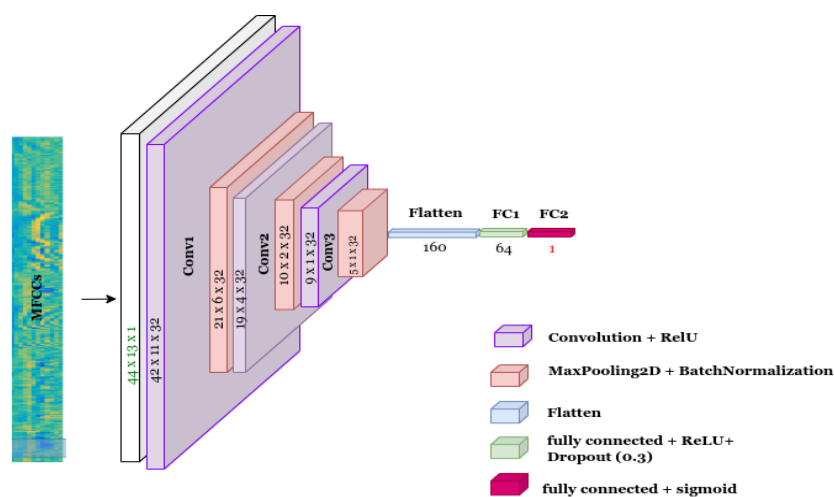 MFCCs
44 x 13 x 1
42 x 11 x 32
Conv1
21 x 6 x 32
19 x 4 x 32
Conv2
10 x 2 x 32
9 x 1 x 32
Conv3
5 x 1 x 32
Flatten
160
FC1
64
FC2
1
Convolution + RelU
MaxPooling2D + BatchNormalization
Flatten
fully connected + ReLU+
Dropout (0.3)
fully connected + sigmoid